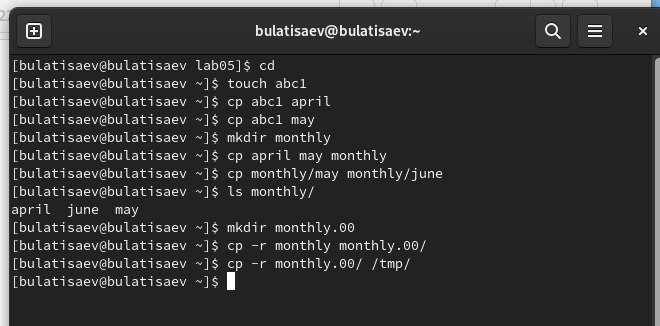 22
bulatisaev@bulatisaev:~
[bulatisaev@bulatisaev lab05]$ cd
[bulatisaev@bulatisaev ~]$ touch abc1
[bulatisaev@bulatisaev ~]$ cp abc1 april
[bulatisaev@bulatisaev ~]$ cp abc1 may
[bulatisaev@bulatisaev ~]$ mkdir monthly
[bulatisaev@bulatisaev ~]$ cp april may monthly
[bulatisaev@bulatisaev ~]$ cp monthly/may monthly/june
[bulatisaev@bulatisaev ~]$ ls monthly/
april  june  may
[bulatisaev@bulatisaev ~]$ mkdir monthly.00
[bulatisaev@bulatisaev ~]$ cp -r monthly monthly.00/
[bulatisaev@bulatisaev ~]$ cp -r monthly.00/ /tmp/
[bulatisaev@bulatisaev ~]$